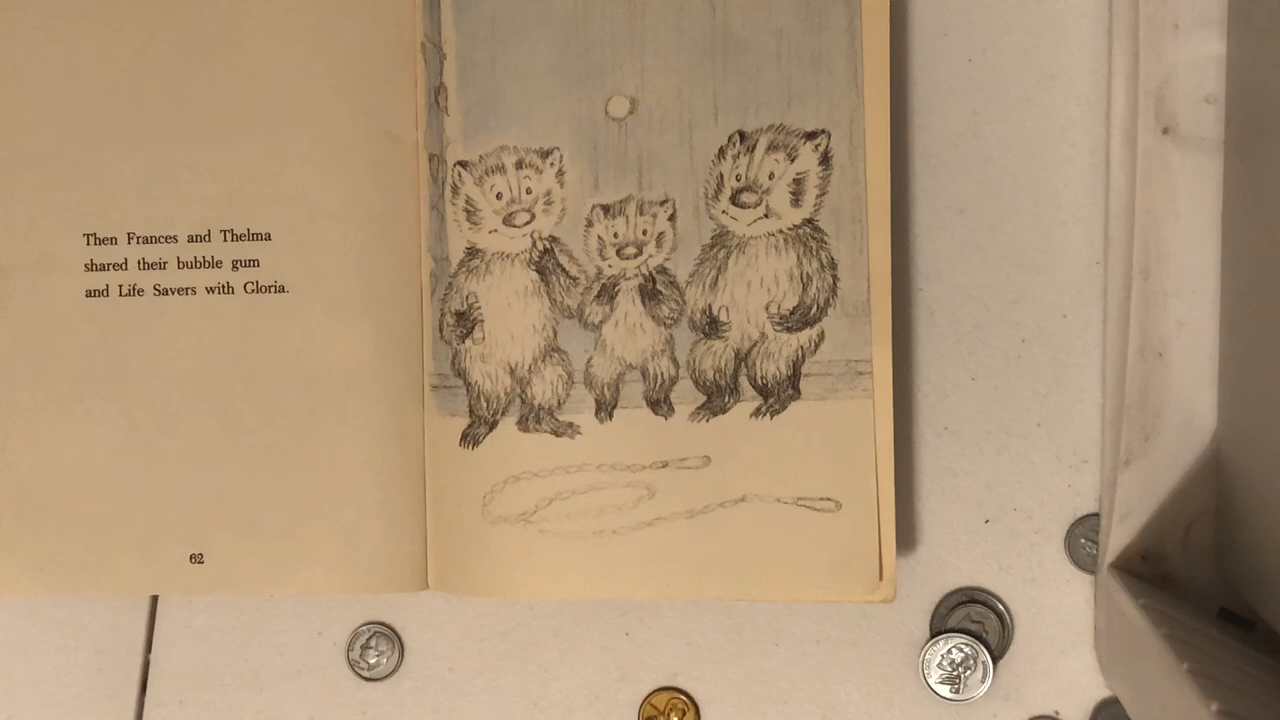 Then Frances and Thelma
shared their bubble gum
and Life Savers with Gloria.
62